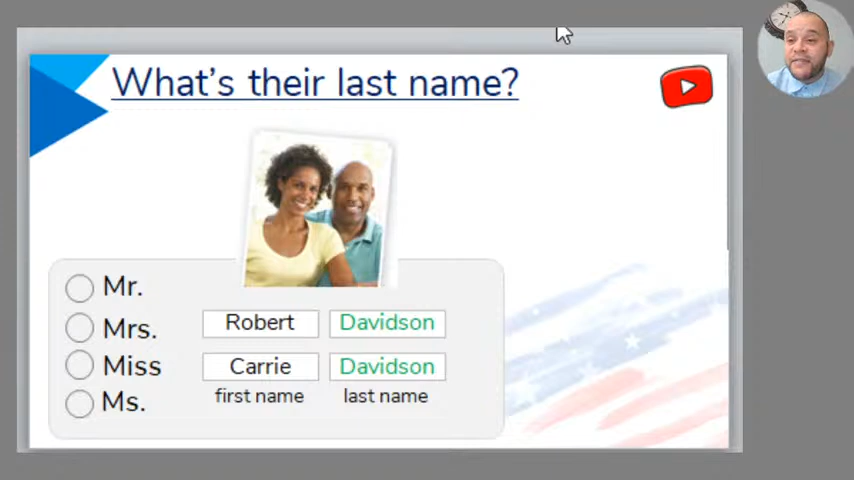 What's their last name?
Mr.
Mrs.
Robert Davidson
Miss
Carrie Davidson
Ms.
first name last name